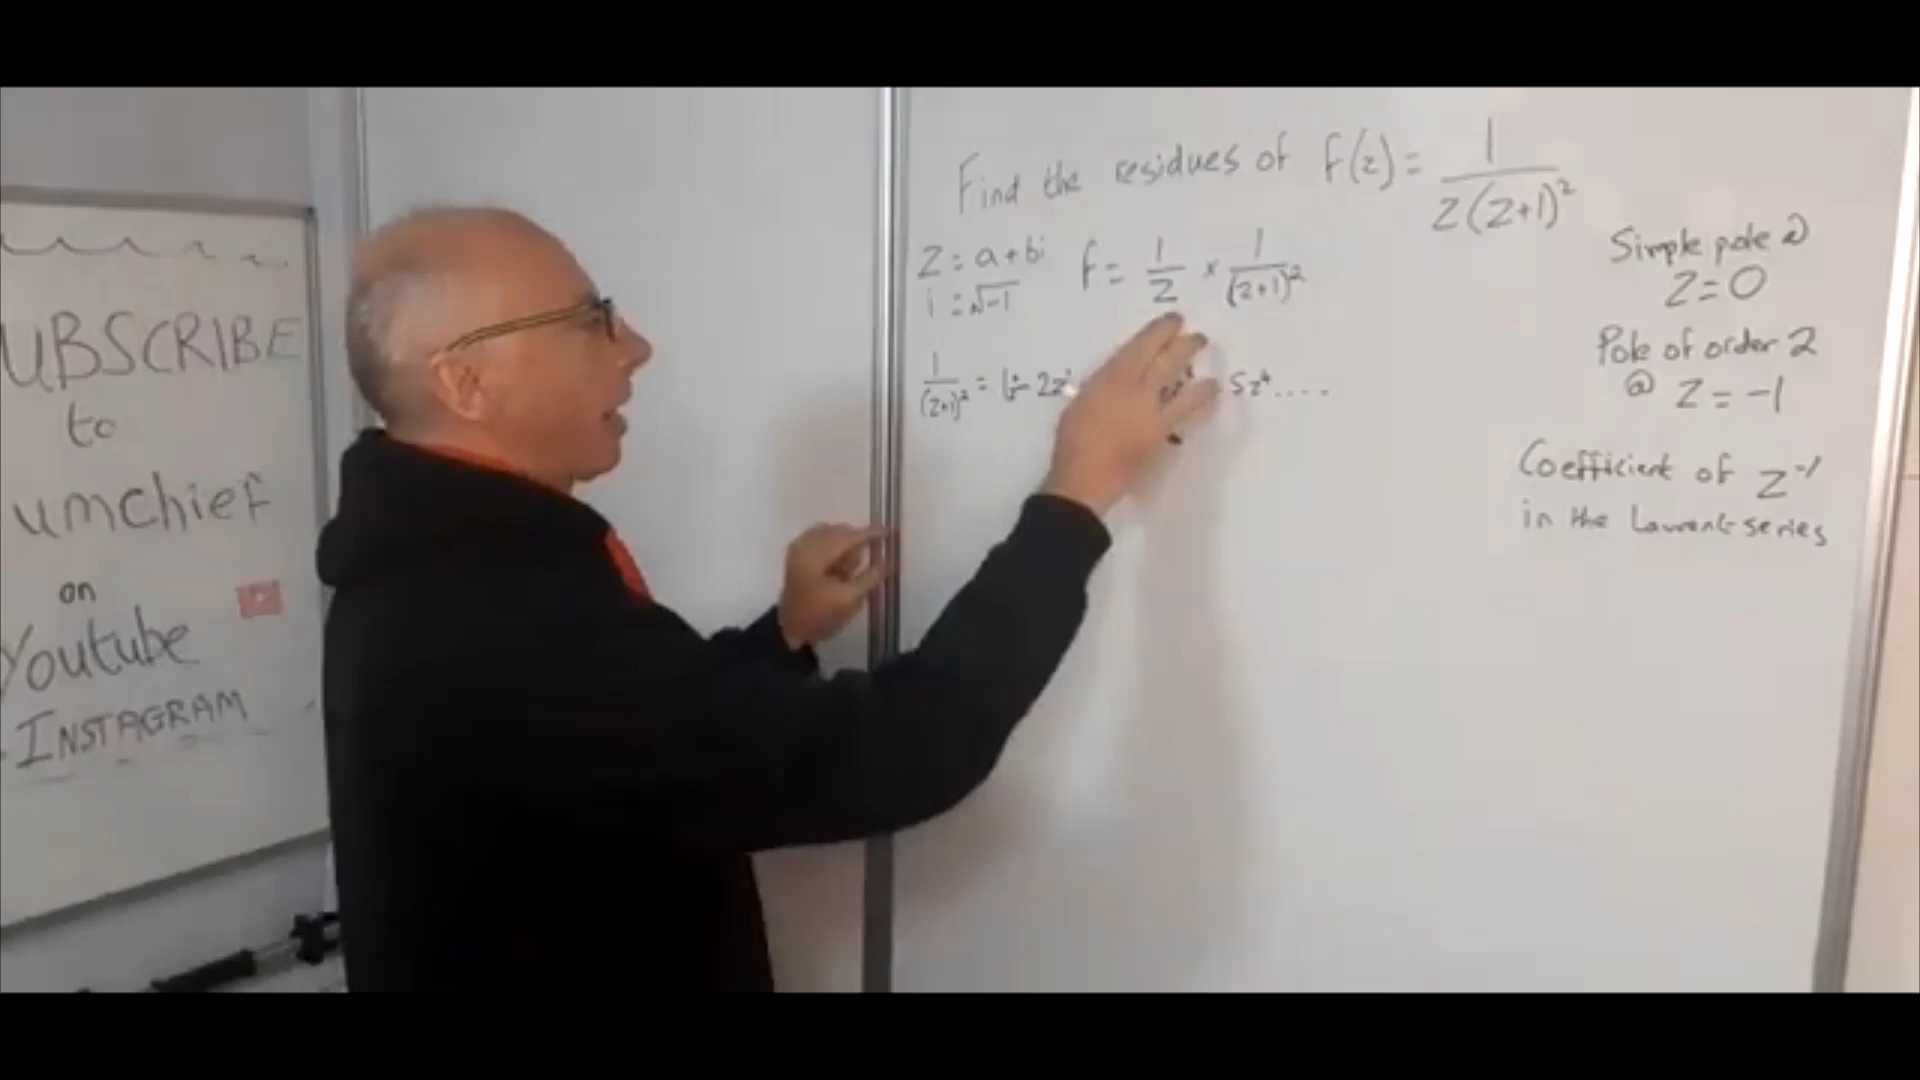 UBSCRIBE
to
umchief
on
Youtube
INSTAGRAM
Find the residues of f(z) = 1 / z(z+1)²
z = a + bi
i = √-1
f = 1/z × 1/(z+1)²
1/(z+1)² = 1 - 2z 5z⁴ ....
Simple pole @
z = 0
Pole of order 2
@ z = -1
Coefficient of z⁻¹
in the Laurent series